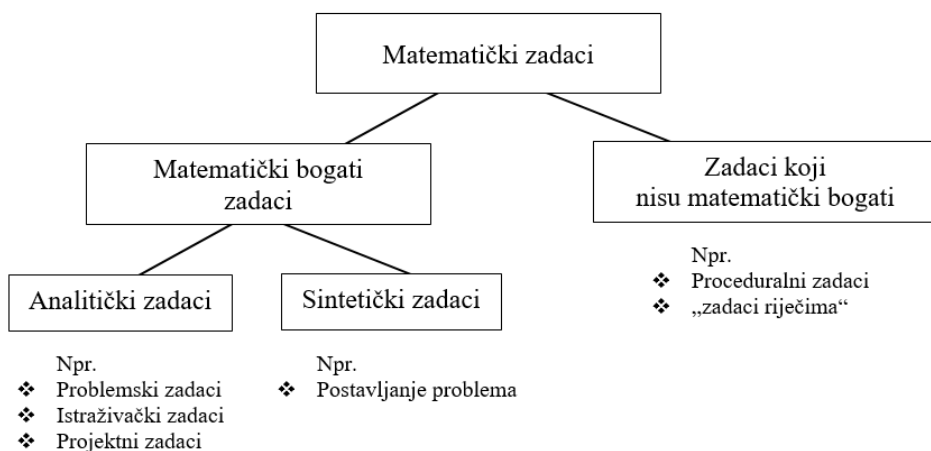 Matematički zadaci
Matematički bogati
zadaci
Zadaci koji
nisu matematički bogati
Npr.
❖ Proceduralni zadaci
❖ „zadaci riječima“
Analitički zadaci
Sintetički zadaci
Npr.
❖ Problemski zadaci
❖ Istraživački zadaci
❖ Projektni zadaci
Npr.
❖ Postavljanje problema